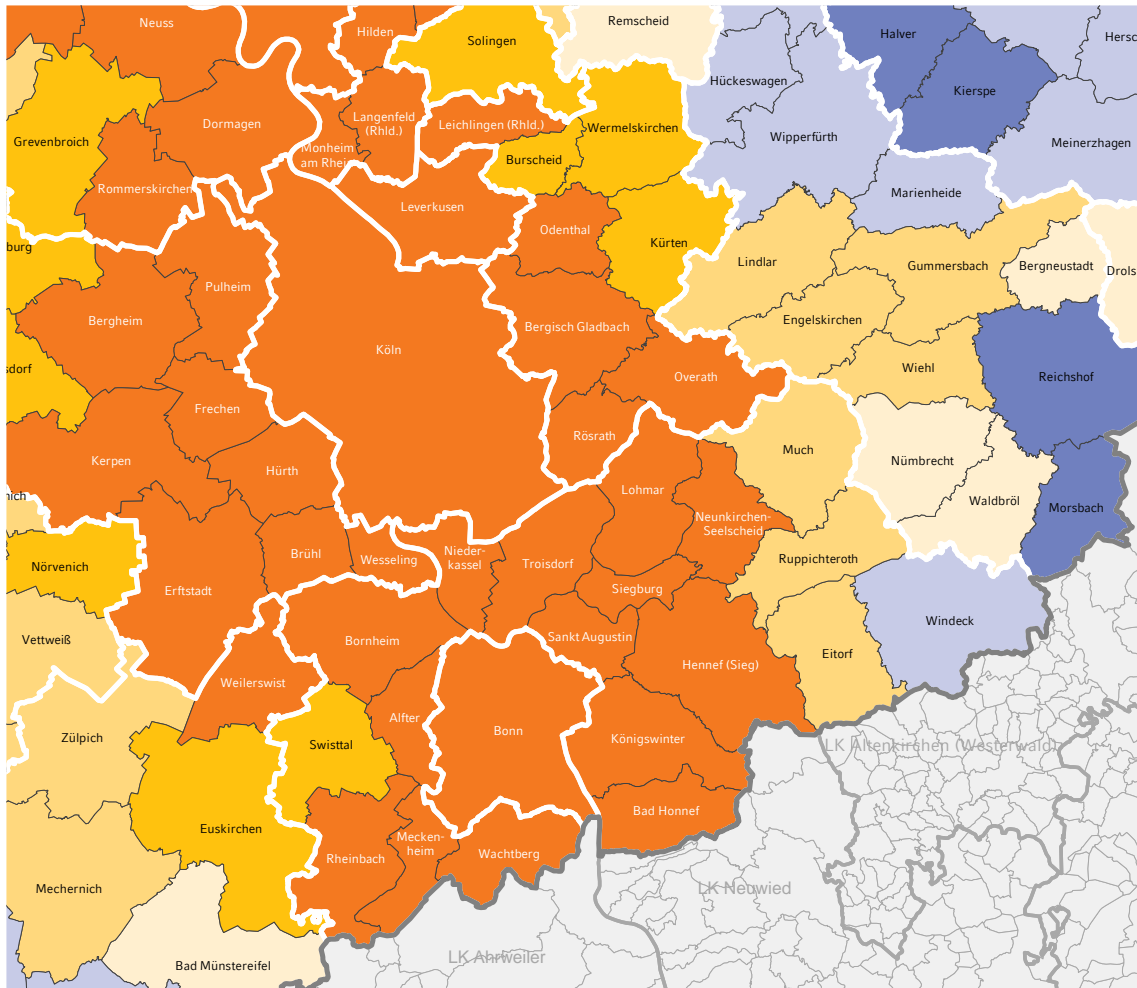 Neuss
Hilden
Solingen
Remscheid
Halver
Hersc
Hückeswagen
Kierspe
Grevenbroich
Dormagen
Langenfeld
(Rhld.)
Leichlingen (Rhld.)
Wermelskirchen
Wipperfürth
Meinerzhagen
Monheim
am Rhein
Burscheid
Rommerskirchen
Marienheide
Leverkusen
Odenthal
Kürten
burg
Lindlar
Gummersbach
Bergneustadt
Drols
Pulheim
Bergheim
Bergisch Gladbach
Engelskirchen
Köln
sdorf
Overath
Wiehl
Reichshof
Frechen
Rösrath
Kerpen
Hürth
Much
Nümbrecht
Lohmar
nich
Waldbröl
Morsbach
Neunkirchen-
Seelscheid
Brühl
Wesseling
Nieder-
kassel
Troisdorf
Ruppichteroth
Nörvenich
Erftstadt
Siegburg
Vettweiß
Bornheim
Sankt Augustin
Windeck
Eitorf
Hennef (Sieg)
Weilerswist
Alfter
Zülpich
Swisttal
Bonn
Königswinter
LK Altenkirchen (Westerwald)
Euskirchen
Bad Honnef
Mecken-
heim
Rheinbach
Wachtberg
Mechernich
LK Neuwied
Bad Münstereifel
LK Ahrweiler